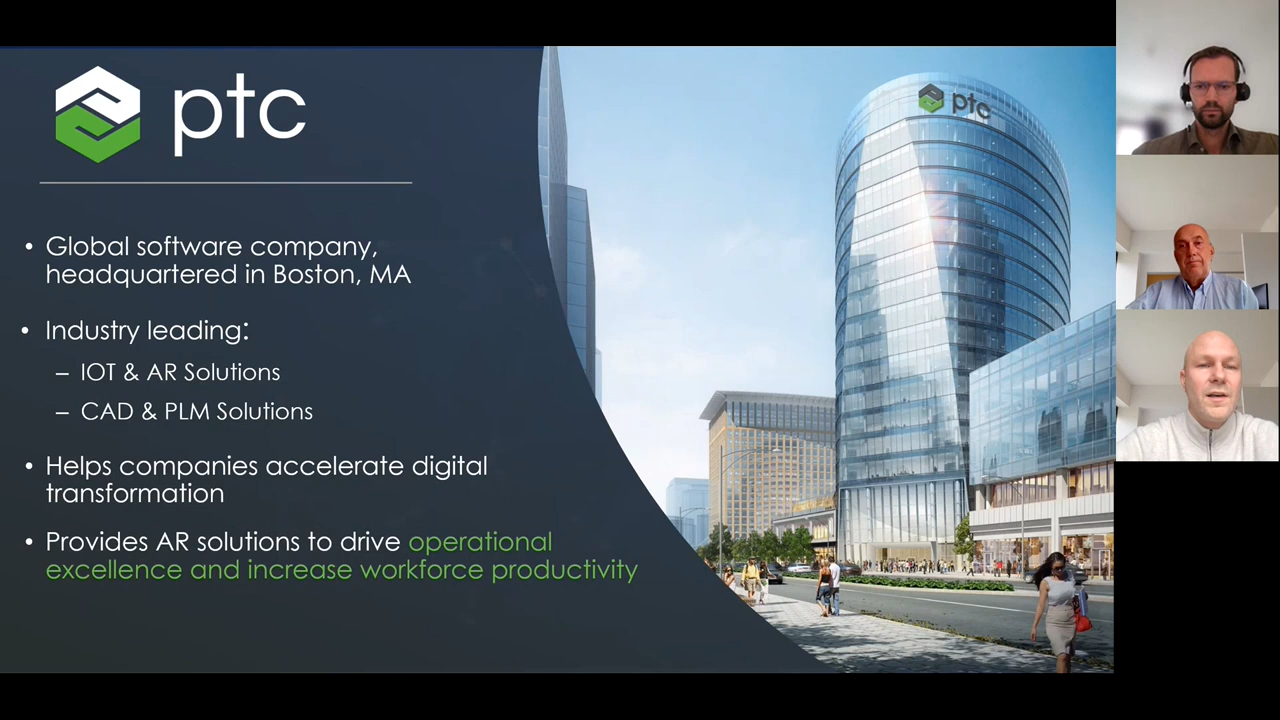 ptc
• Global software company,
headquartered in Boston, MA
• Industry leading:
– IOT & AR Solutions
– CAD & PLM Solutions
• Helps companies accelerate digital
transformation
• Provides AR solutions to drive operational
excellence and increase workforce productivity
ptc